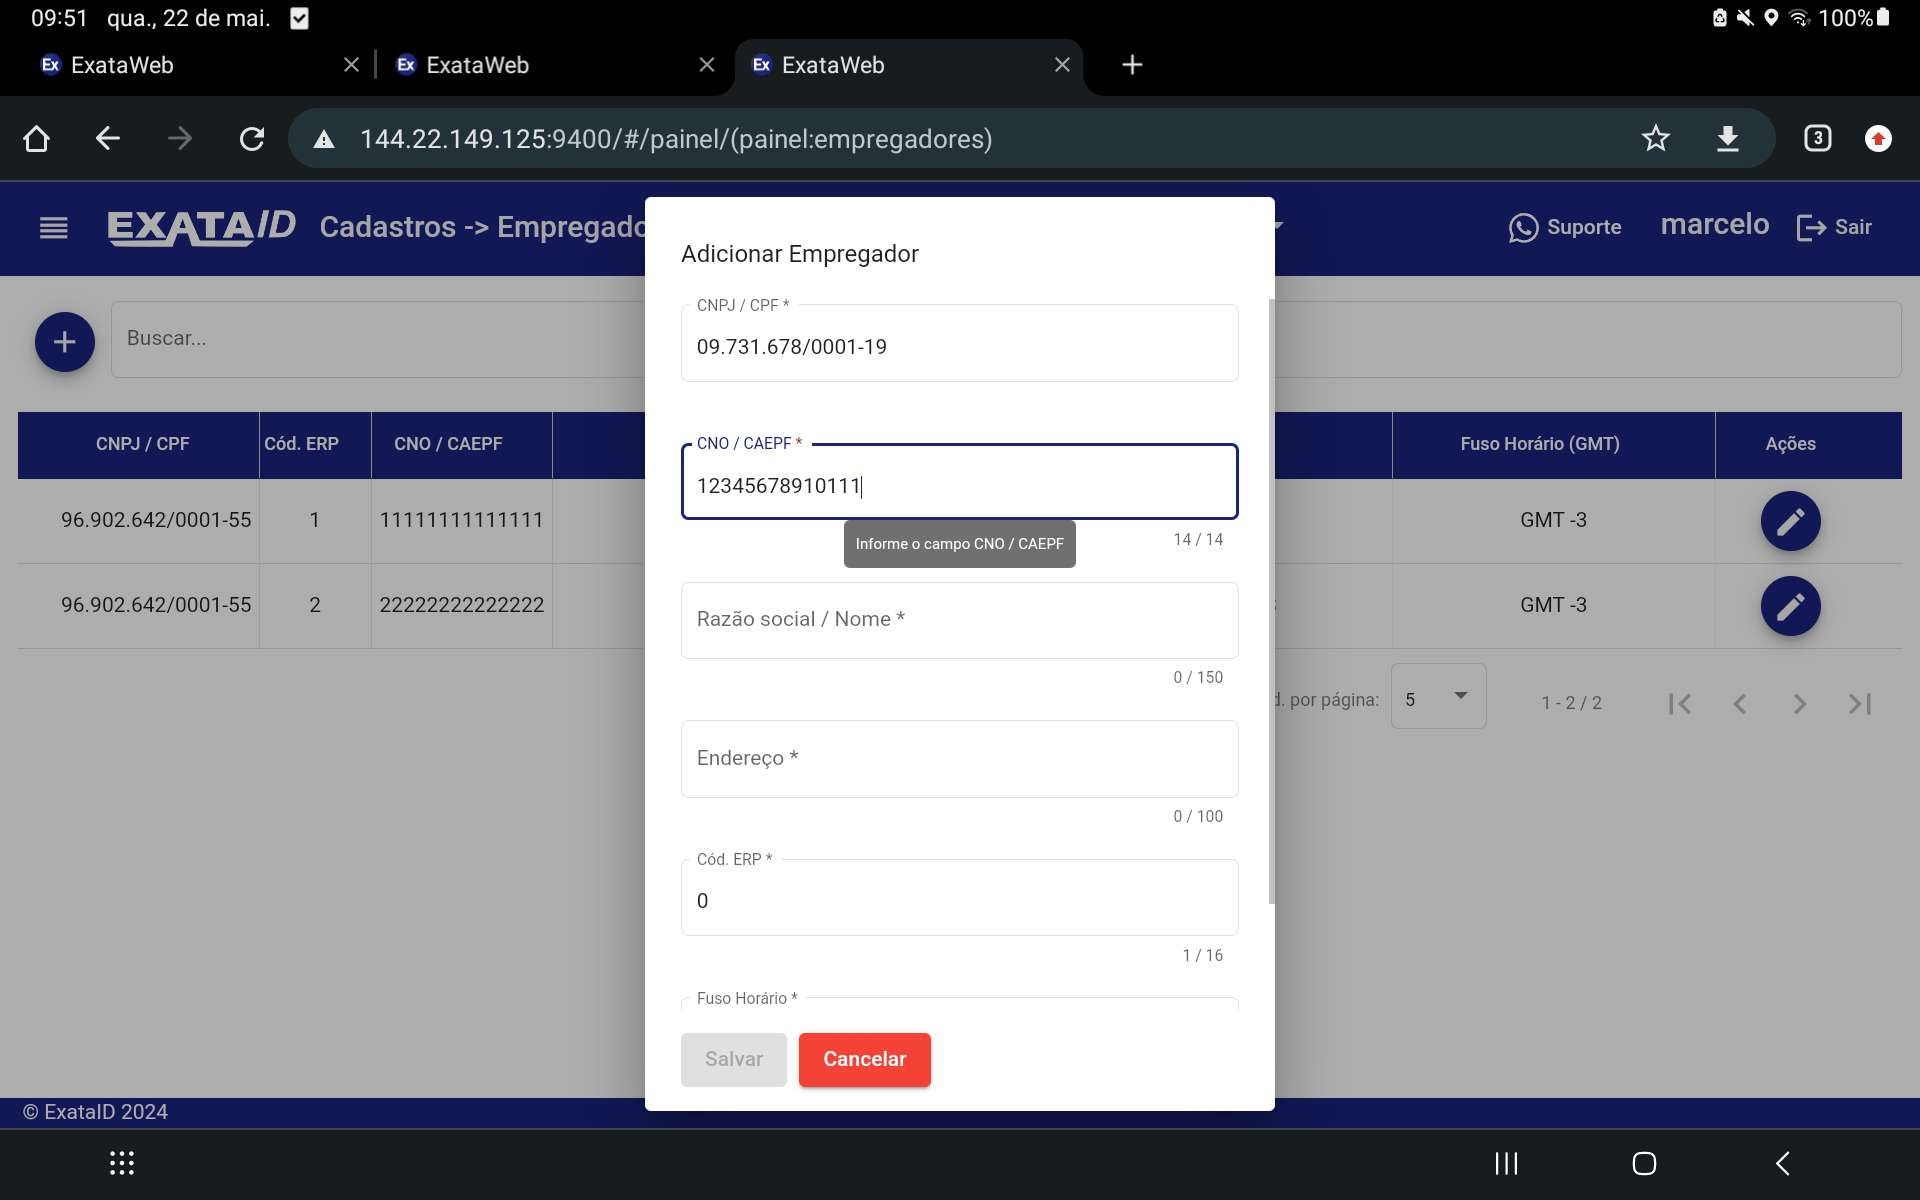 09:51 qua., 22 de mai. 100%
Ex ExataWeb Ex ExataWeb Ex ExataWeb
144.22.149.125:9400/#/painel/(painel:empregadores) 3
EXATAID Cadastros -> Empregado Suporte marcelo Sair
Adicionar Empregador
Buscar...
CNPJ / CPF *
09.731.678/0001-19
CNPJ / CPF Cód. ERP CNO / CAEPF Fuso Horário (GMT) Ações
CNO / CAEPF *
12345678910111
14 / 14
Informe o campo CNO / CAEPF
96.902.642/0001-55 1 11111111111111 GMT -3
96.902.642/0001-55 2 22222222222222 GMT -3
Razão social / Nome *
0 / 150
d. por página: 5 1 - 2 / 2
Endereço *
0 / 100
Cód. ERP *
0
1 / 16
Fuso Horário *
Salvar Cancelar
© ExataID 2024